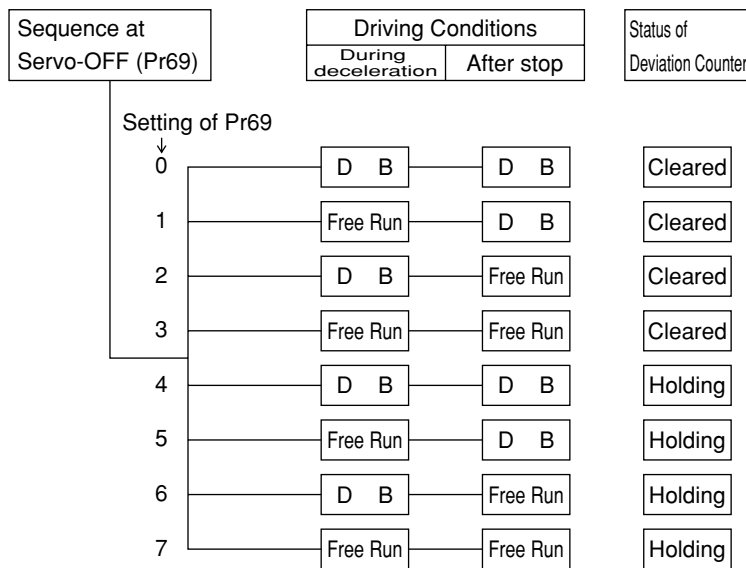 Sequence at
Servo-OFF (Pr69)
Driving Conditions
During
deceleration
After stop
Status of
Deviation Counter
Setting of Pr69
0 D B D B Cleared
1 Free Run D B Cleared
2 D B Free Run Cleared
3 Free Run Free Run Cleared
4 D B D B Holding
5 Free Run D B Holding
6 D B Free Run Holding
7 Free Run Free Run Holding